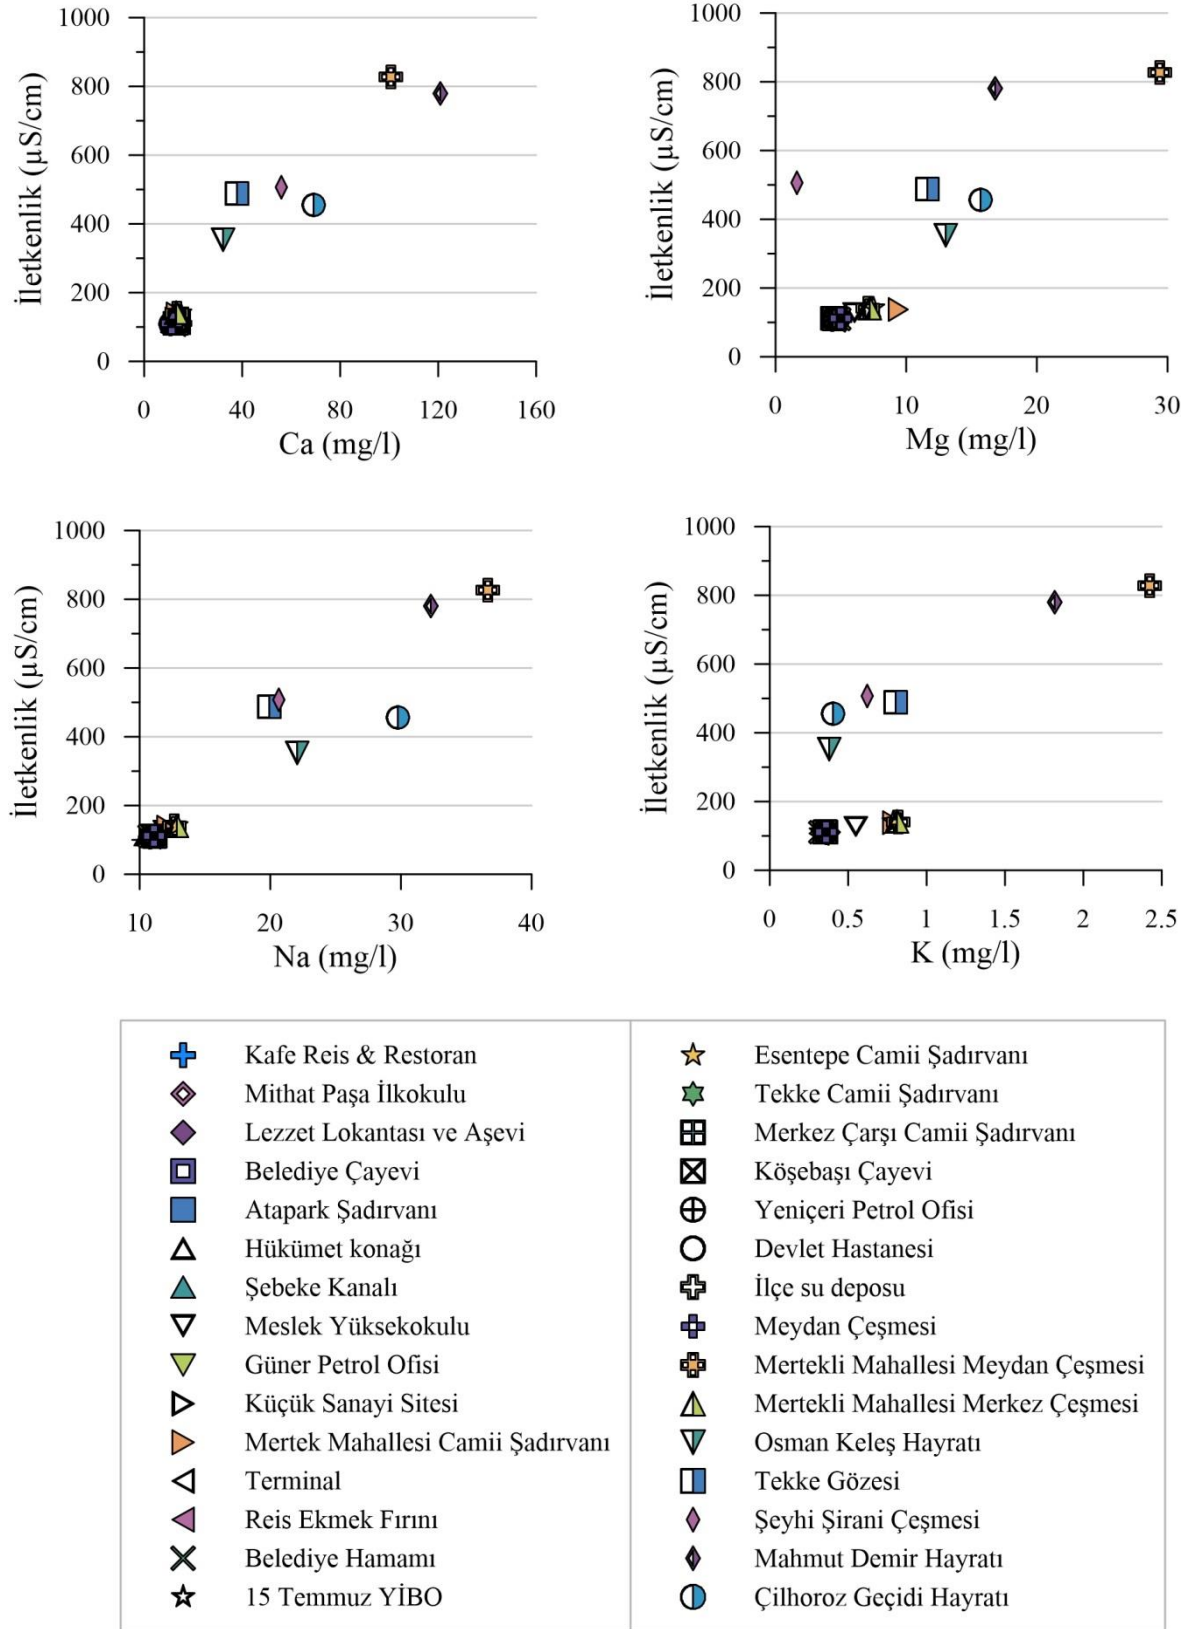 1000
800
600
400
200
0
İletkenlik (µS/cm)
0 40 80 120 160
Ca (mg/l)
1000
800
600
400
200
0
İletkenlik (µS/cm)
0 10 20 30
Mg (mg/l)
1000
800
600
400
200
0
İletkenlik (µS/cm)
10 20 30 40
Na (mg/l)
1000
800
600
400
200
0
İletkenlik (µS/cm)
0 0.5 1 1.5 2 2.5
K (mg/l)
Kafe Reis & Restoran
Mithat Paşa İlkokulu
Lezzet Lokantası ve Aşevi
Belediye Çayevi
Atapark Şadırvanı
Hükümet konağı
Şebeke Kanalı
Meslek Yüksekokulu
Güner Petrol Ofisi
Küçük Sanayi Sitesi
Mertek Mahallesi Camii Şadırvanı
Terminal
Reis Ekmek Fırını
Belediye Hamamı
15 Temmuz YİBO
Esentepe Camii Şadırvanı
Tekke Camii Şadırvanı
Merkez Çarşı Camii Şadırvanı
Köşebaşı Çayevi
Yeniçeri Petrol Ofisi
Devlet Hastanesi
İlçe su deposu
Meydan Çeşmesi
Mertekli Mahallesi Meydan Çeşmesi
Mertekli Mahallesi Merkez Çeşmesi
Osman Keleş Hayratı
Tekke Gözesi
Şeyhi Şirani Çeşmesi
Mahmut Demir Hayratı
Çilhoroz Geçidi Hayratı